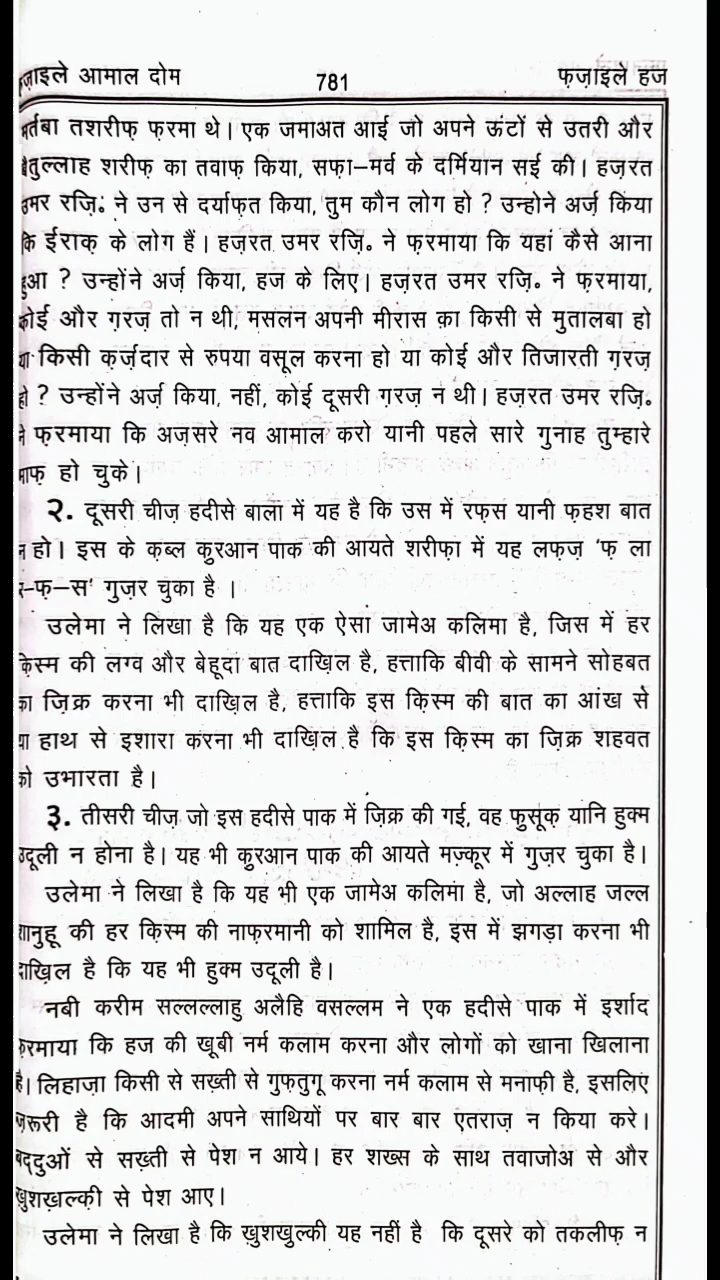 फ़ज़ाइले आमाल दोम 781 फ़ज़ाइले हज
मर्तबा तशरीफ़ फ़रमा थे। एक जमाअत आई जो अपने ऊंटों से उतरी और
बैतुल्लाह शरीफ़ का तवाफ़ किया, सफ़ा–मर्व के दर्मियान सई की। हज़रत
उमर रज़ि॰ ने उन से दर्याफ़त किया, तुम कौन लोग हो ? उन्होने अर्ज़ किया
कि ईराक़ के लोग हैं। हज़रत उमर रज़ि॰ ने फ़रमाया कि यहां कैसे आना
हुआ ? उन्होंने अर्ज़ किया, हज के लिए। हज़रत उमर रज़ि॰ ने फ़रमाया,
कोई और ग़रज़ तो न थी, मसलन अपनी मीरास का किसी से मुतालबा हो
या किसी क़र्ज़दार से रुपया वसूल करना हो या कोई और तिजारती ग़रज़
हो ? उन्होंने अर्ज़ किया, नहीं, कोई दूसरी ग़रज़ न थी। हज़रत उमर रज़ि॰
ने फ़रमाया कि अज़सरे नव आमाल करो यानी पहले सारे गुनाह तुम्हारे
माफ़ हो चुके।
२. दूसरी चीज़ हदीसे बाला में यह है कि उस में रफ़स यानी फ़हश बात
न हो। इस के क़ब्ल क़ुरआन पाक की आयते शरीफ़ा में यह लफ़ज़ 'फ़ ला
र–फ़–स' गुज़र चुका है ।
उलेमा ने लिखा है कि यह एक ऐसा जामेअ कलिमा है, जिस में हर
क़िस्म की लग्व और बेहूदा बात दाख़िल है, हत्ताकि बीवी के सामने सोहबत
का ज़िक्र करना भी दाख़िल है, हत्ताकि इस क़िस्म की बात का आंख से
या हाथ से इशारा करना भी दाख़िल है कि इस क़िस्म का ज़िक्र शहवत
को उभारता है।
३. तीसरी चीज़ जो इस हदीसे पाक में ज़िक्र की गई, वह फ़ुसूक़ यानि हुक्म
उदूली न होना है। यह भी क़ुरआन पाक की आयते मज़्कूर में गुज़र चुका है।
उलेमा ने लिखा है कि यह भी एक जामेअ कलिमा है, जो अल्लाह जल्ल
शानुहू की हर क़िस्म की नाफ़रमानी को शामिल है, इस में झगड़ा करना भी
दाख़िल है कि यह भी हुक्म उदूली है।
नबी करीम सल्लल्लाहु अलैहि वसल्लम ने एक हदीसे पाक में इर्शाद
फ़रमाया कि हज की खूबी नर्म कलाम करना और लोगों को खाना खिलाना
है। लिहाज़ा किसी से सख़्ती से गुफ़तुगू करना नर्म कलाम से मनाफ़ी है, इसलिए
ज़रूरी है कि आदमी अपने साथियों पर बार बार एतराज़ न किया करे।
बद्दुओं से सख़्ती से पेश न आये। हर शख़्स के साथ तवाजोअ से और
ख़ुशख़ल्क़ी से पेश आए।
उलेमा ने लिखा है कि ख़ुशखुल्की यह नहीं है कि दूसरे को तकलीफ़ न